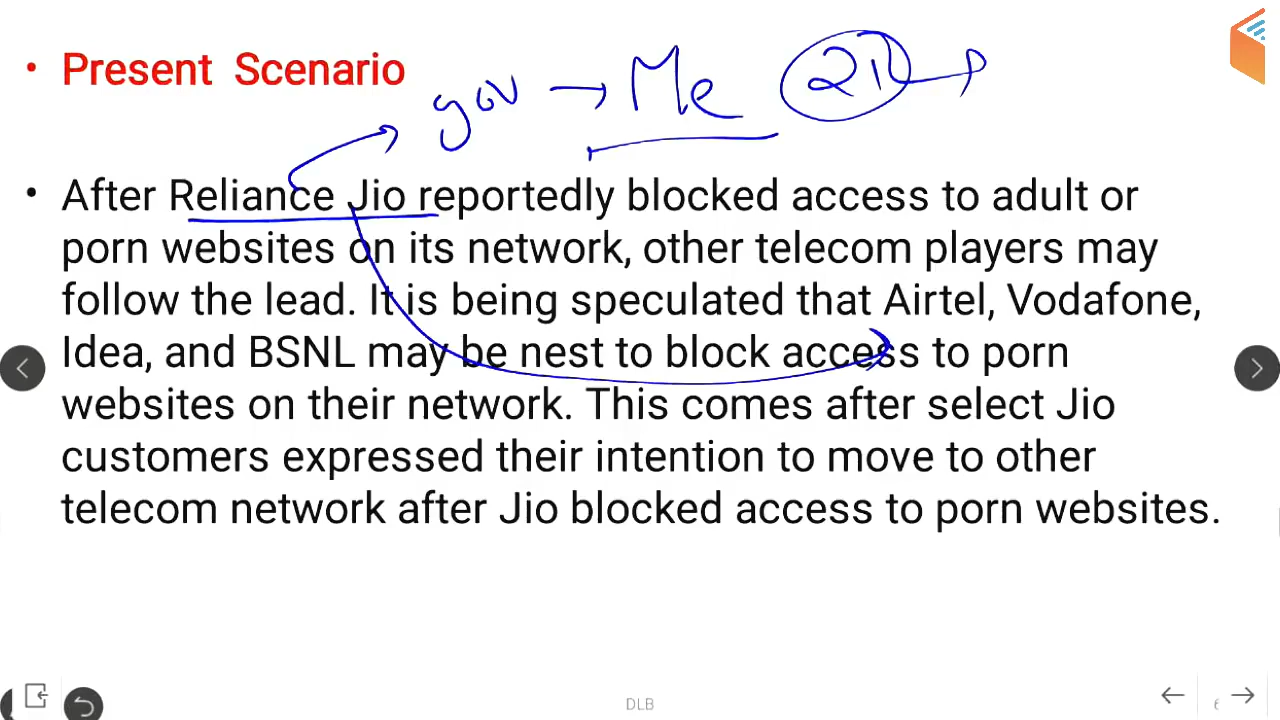 • Present Scenario
gov → Me 21
• After Reliance Jio reportedly blocked access to adult or
porn websites on its network, other telecom players may
follow the lead. It is being speculated that Airtel, Vodafone,
Idea, and BSNL may be nest to block access to porn
websites on their network. This comes after select Jio
customers expressed their intention to move to other
telecom network after Jio blocked access to porn websites.
DLB